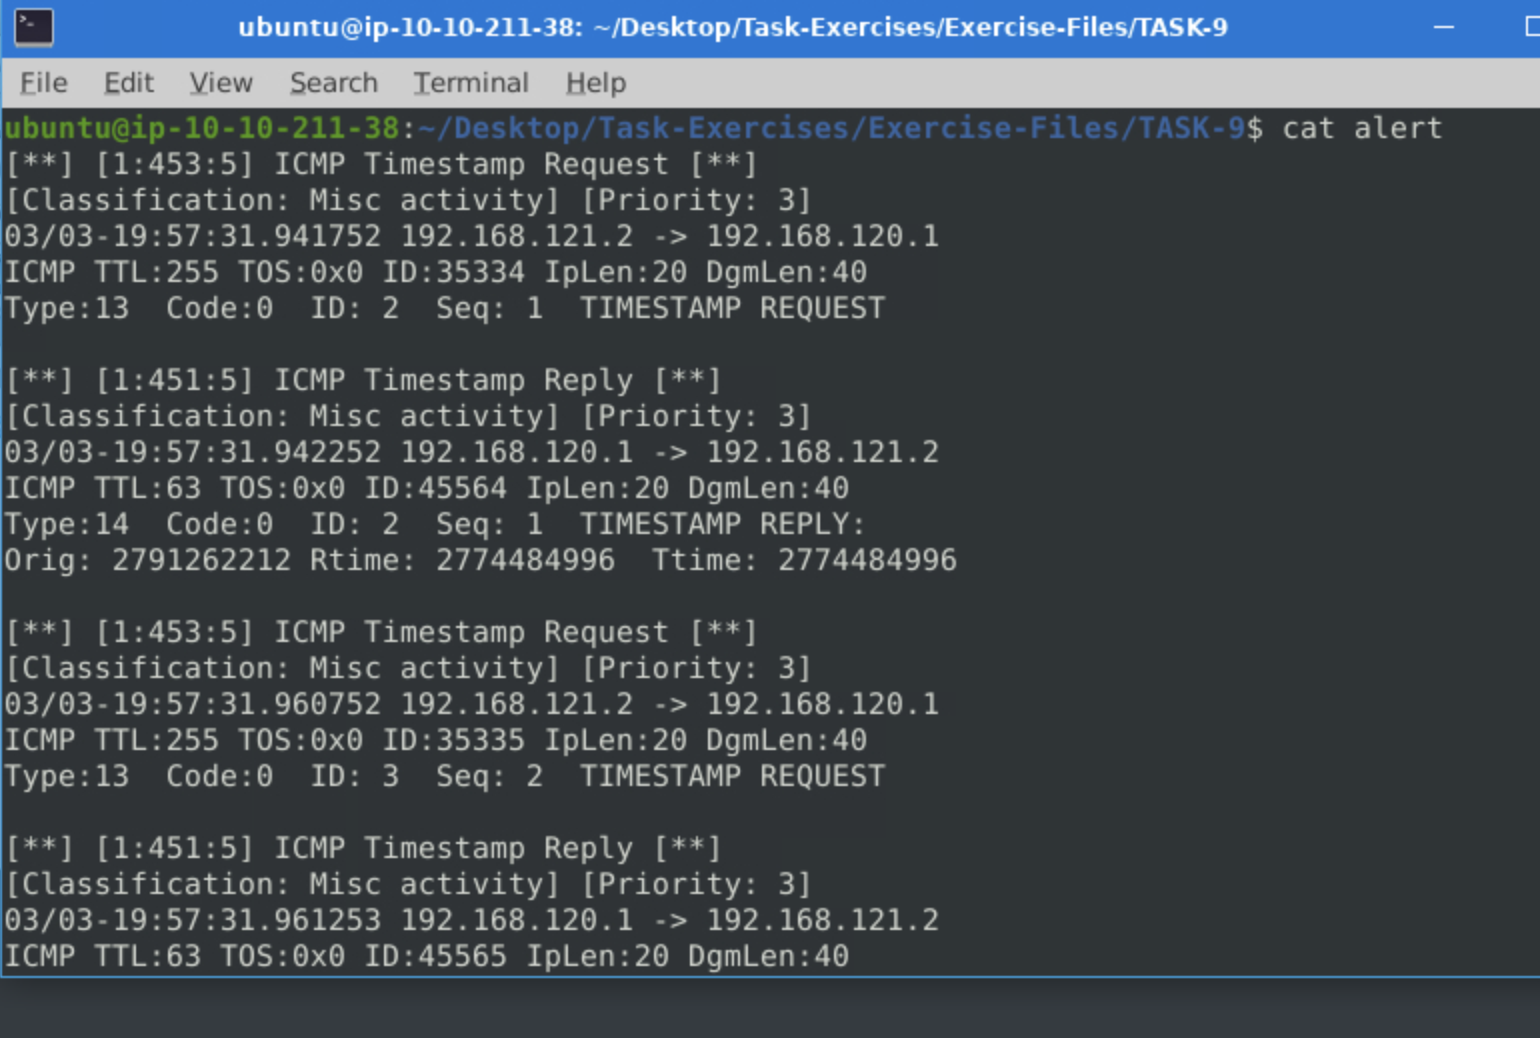 ubuntu@ip-10-10-211-38: ~/Desktop/Task-Exercises/Exercise-Files/TASK-9
File Edit View Search Terminal Help
ubuntu@ip-10-10-211-38:~/Desktop/Task-Exercises/Exercise-Files/TASK-9$ cat alert
[**] [1:453:5] ICMP Timestamp Request [**]
[Classification: Misc activity] [Priority: 3]
03/03-19:57:31.941752 192.168.121.2 -> 192.168.120.1
ICMP TTL:255 TOS:0x0 ID:35334 IpLen:20 DgmLen:40
Type:13  Code:0  ID: 2  Seq: 1  TIMESTAMP REQUEST

[**] [1:451:5] ICMP Timestamp Reply [**]
[Classification: Misc activity] [Priority: 3]
03/03-19:57:31.942252 192.168.120.1 -> 192.168.121.2
ICMP TTL:63 TOS:0x0 ID:45564 IpLen:20 DgmLen:40
Type:14  Code:0  ID: 2  Seq: 1  TIMESTAMP REPLY:
Orig: 2791262212 Rtime: 2774484996  Ttime: 2774484996

[**] [1:453:5] ICMP Timestamp Request [**]
[Classification: Misc activity] [Priority: 3]
03/03-19:57:31.960752 192.168.121.2 -> 192.168.120.1
ICMP TTL:255 TOS:0x0 ID:35335 IpLen:20 DgmLen:40
Type:13  Code:0  ID: 3  Seq: 2  TIMESTAMP REQUEST

[**] [1:451:5] ICMP Timestamp Reply [**]
[Classification: Misc activity] [Priority: 3]
03/03-19:57:31.961253 192.168.120.1 -> 192.168.121.2
ICMP TTL:63 TOS:0x0 ID:45565 IpLen:20 DgmLen:40